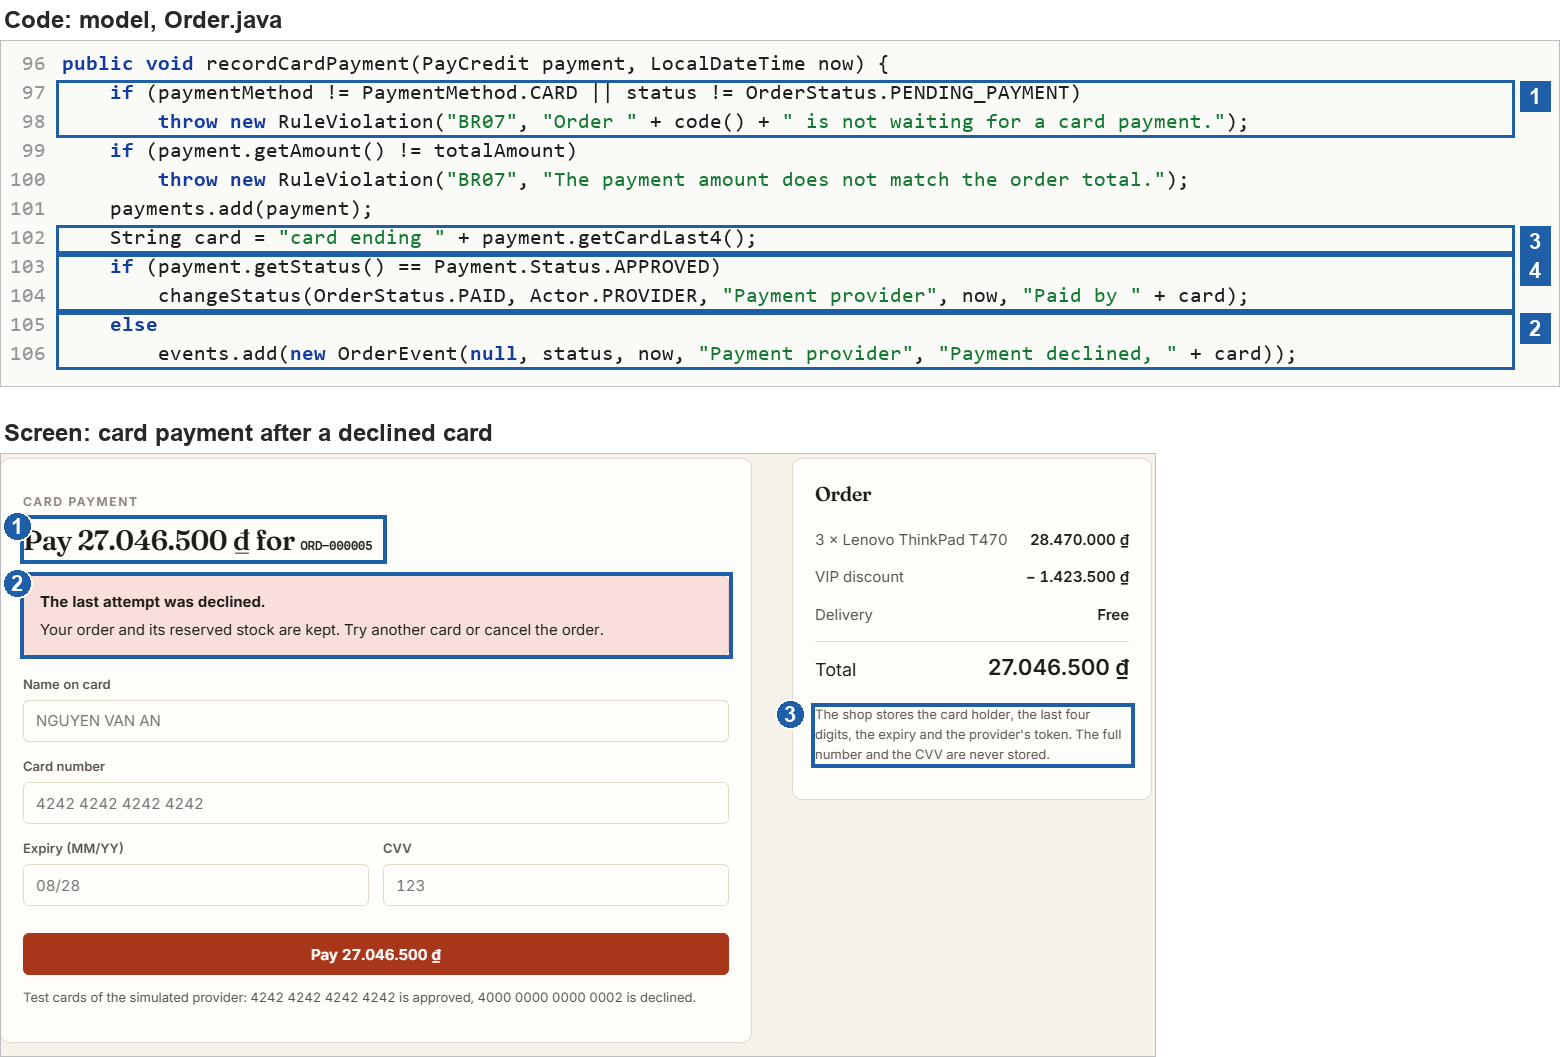 Code: model, Order.java
96 public void recordCardPayment(PayCredit payment, LocalDateTime now) {
97 if (paymentMethod != PaymentMethod.CARD || status != OrderStatus.PENDING_PAYMENT)
1
98 throw new RuleViolation("BR07", "Order " + code() + " is not waiting for a card payment.");
99 if (payment.getAmount() != totalAmount)
100 throw new RuleViolation("BR07", "The payment amount does not match the order total.");
101 payments.add(payment);
102 String card = "card ending " + payment.getCardLast4();
3
103 if (payment.getStatus() == Payment.Status.APPROVED)
4
104 changeStatus(OrderStatus.PAID, Actor.PROVIDER, "Payment provider", now, "Paid by " + card);
105 else
2
106 events.add(new OrderEvent(null, status, now, "Payment provider", "Payment declined, " + card));
Screen: card payment after a declined card
CARD PAYMENT
1
Pay 27.046.500 ₫ for ORD-000005
2
The last attempt was declined.
Your order and its reserved stock are kept. Try another card or cancel the order.
Name on card
NGUYEN VAN AN
Card number
4242 4242 4242 4242
Expiry (MM/YY) CVV
08/28 123
Pay 27.046.500 ₫
Test cards of the simulated provider: 4242 4242 4242 4242 is approved, 4000 0000 0000 0002 is declined.
Order
3 × Lenovo ThinkPad T470 28.470.000 ₫
VIP discount − 1.423.500 ₫
Delivery Free
Total 27.046.500 ₫
3
The shop stores the card holder, the last four
digits, the expiry and the provider's token. The full
number and the CVV are never stored.